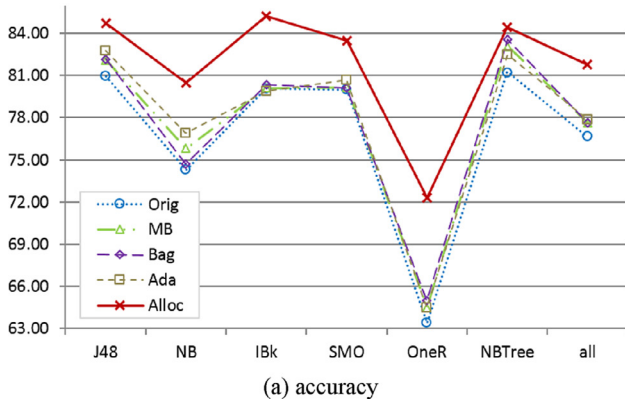 84.00
81.00
78.00
75.00
72.00
69.00
66.00
63.00
Orig
MB
Bag
Ada
Alloc
J48 NB IBk SMO OneR NBTree all
(a) accuracy